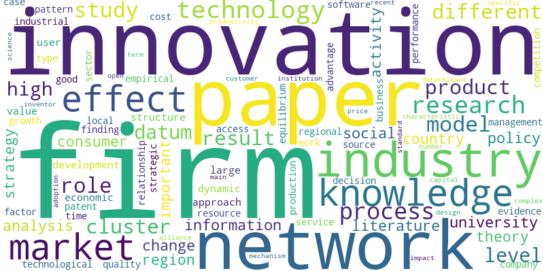 case pattern study technology different specific
industrial cost productivity software recent
science user innovation performance competition
type open term customer institution determinant
high good sector empirical advantage activity business product
effect paper price research
value local access equilibrium regional social model management
growth finding structure work characteristic standard
strategy consumer datum result source country policy
inventor relationship strategic important number
development firm industry
role large production decision capital complex
factor economic patent dynamic knowledge
adoption time main approach resource service process design evidence
analysis cluster information literature university
market change network theory
region alliance mechanism impact level
technological quality company